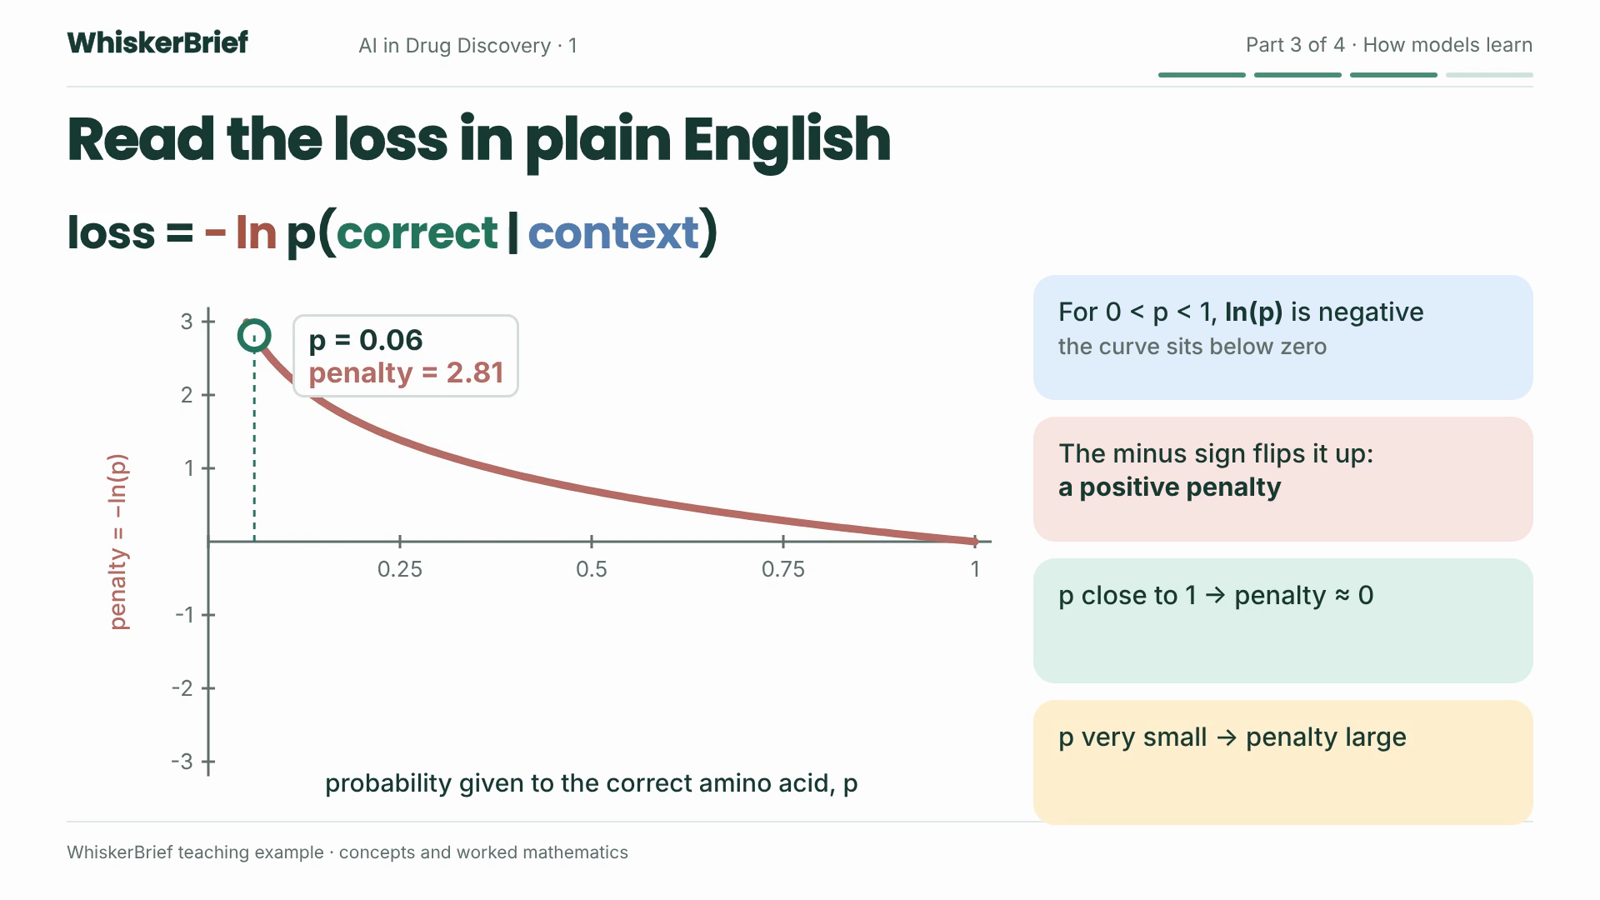 WhiskerBrief
AI in Drug Discovery · 1
Part 3 of 4 · How models learn
Read the loss in plain English
loss = − ln p(correct | context)
3
2
1
-1
-2
-3
0.25
0.5
0.75
1
penalty = −ln(p)
p = 0.06
penalty = 2.81
probability given to the correct amino acid, p
For 0 < p < 1, ln(p) is negative
the curve sits below zero
The minus sign flips it up:
a positive penalty
p close to 1 → penalty ≈ 0
p very small → penalty large
WhiskerBrief teaching example · concepts and worked mathematics